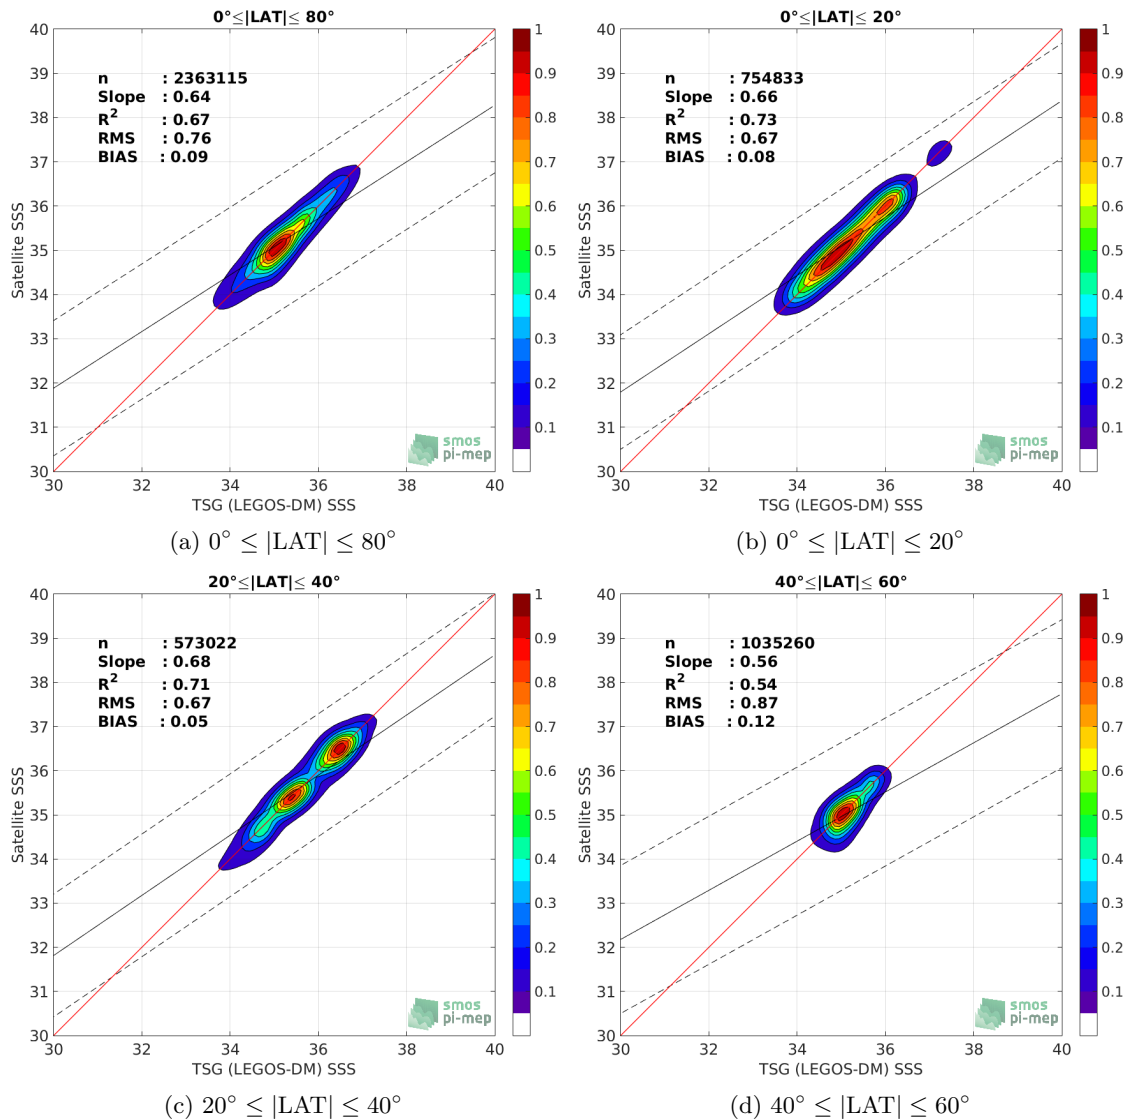 0°≤|LAT|≤ 80°
n : 2363115
Slope : 0.64
R² : 0.67
RMS : 0.76
BIAS : 0.09
Satellite SSS
40
39
38
37
36
35
34
33
32
31
30
30 32 34 36 38 40
TSG (LEGOS-DM) SSS
1
0.9
0.8
0.7
0.6
0.5
0.4
0.3
0.2
0.1
smos
pi-mep
(a) 0° ≤ |LAT| ≤ 80°
0°≤|LAT|≤ 20°
n : 754833
Slope : 0.66
R² : 0.73
RMS : 0.67
BIAS : 0.08
Satellite SSS
40
39
38
37
36
35
34
33
32
31
30
30 32 34 36 38 40
TSG (LEGOS-DM) SSS
1
0.9
0.8
0.7
0.6
0.5
0.4
0.3
0.2
0.1
smos
pi-mep
(b) 0° ≤ |LAT| ≤ 20°
20°≤|LAT|≤ 40°
n : 573022
Slope : 0.68
R² : 0.71
RMS : 0.67
BIAS : 0.05
Satellite SSS
40
39
38
37
36
35
34
33
32
31
30
30 32 34 36 38 40
TSG (LEGOS-DM) SSS
1
0.9
0.8
0.7
0.6
0.5
0.4
0.3
0.2
0.1
smos
pi-mep
(c) 20° ≤ |LAT| ≤ 40°
40°≤|LAT|≤ 60°
n : 1035260
Slope : 0.56
R² : 0.54
RMS : 0.87
BIAS : 0.12
Satellite SSS
40
39
38
37
36
35
34
33
32
31
30
30 32 34 36 38 40
TSG (LEGOS-DM) SSS
1
0.9
0.8
0.7
0.6
0.5
0.4
0.3
0.2
0.1
smos
pi-mep
(d) 40° ≤ |LAT| ≤ 60°